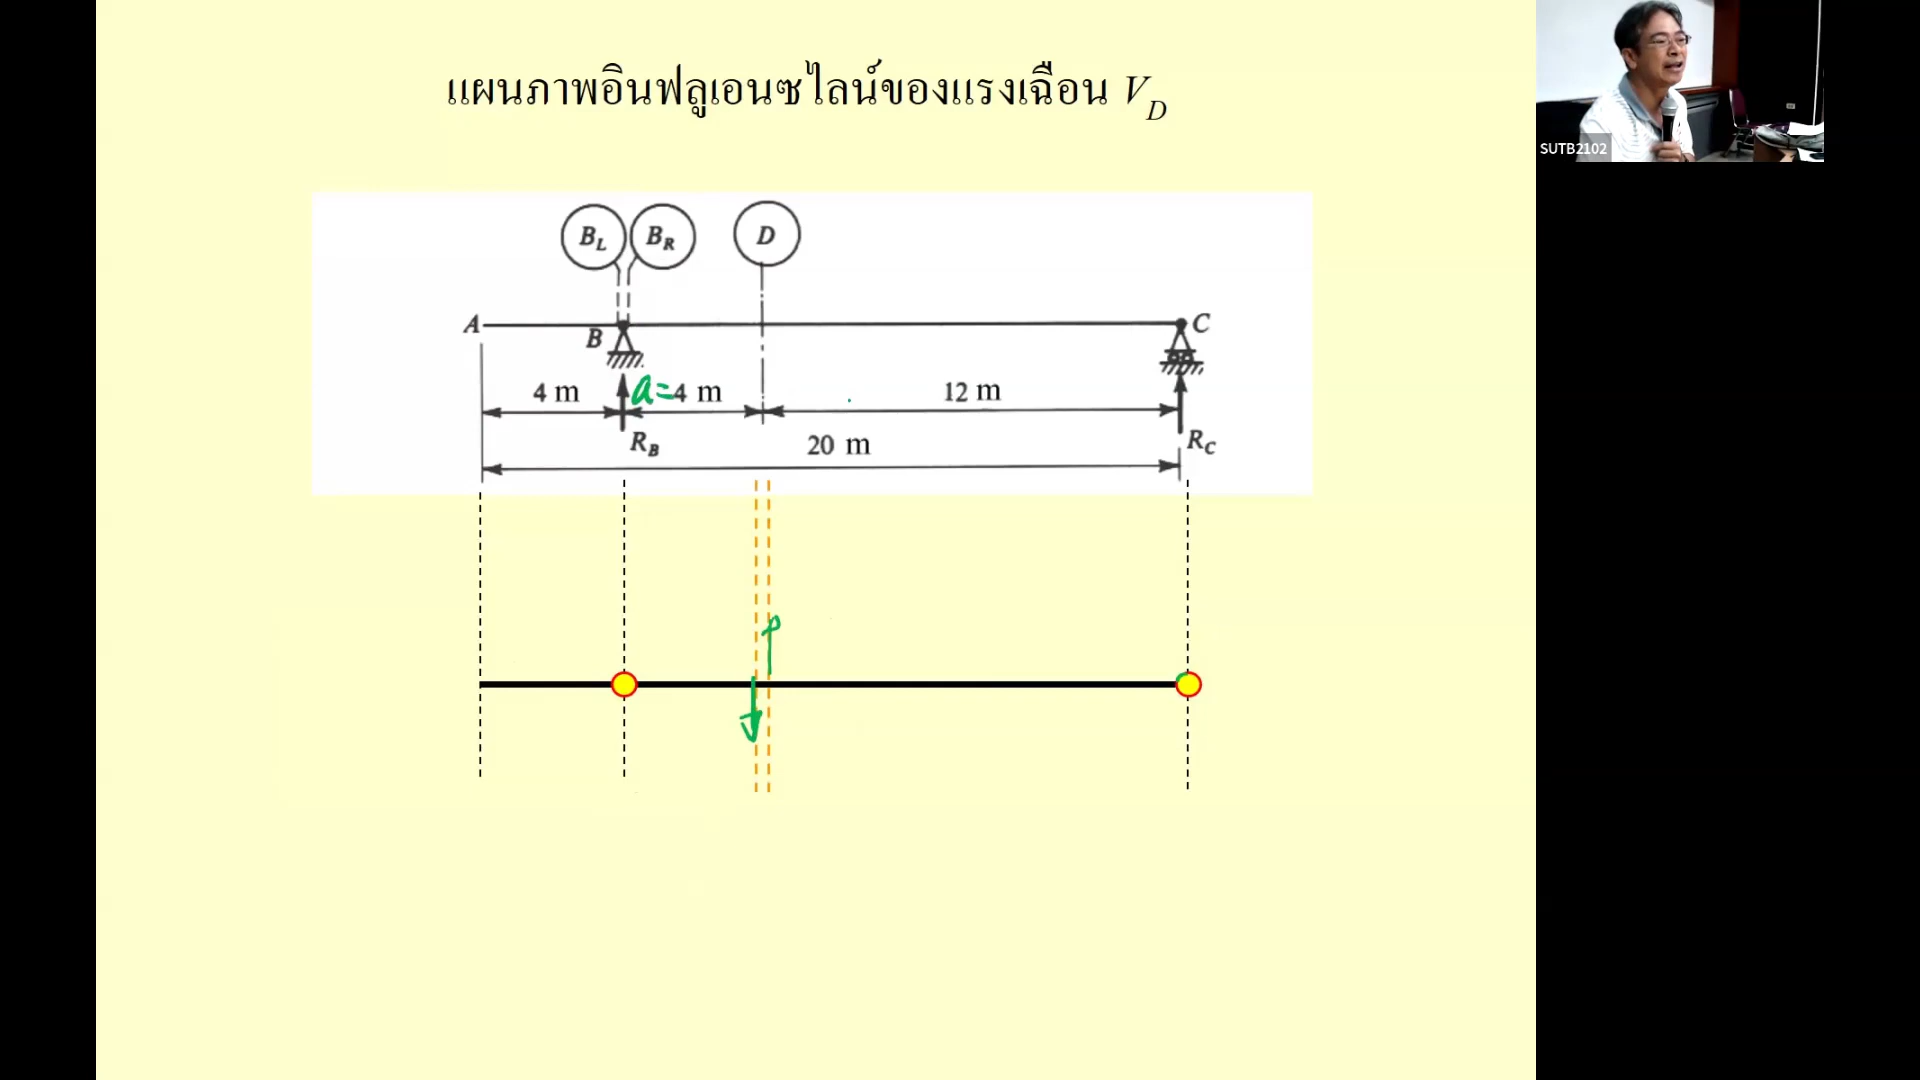 แผนภาพอินฟลูเอนซไลน์ของแรงเฉือน V_D
SUTB2102
B_L B_R D
A B C
4 m a=4 m 12 m
R_B 20 m R_C